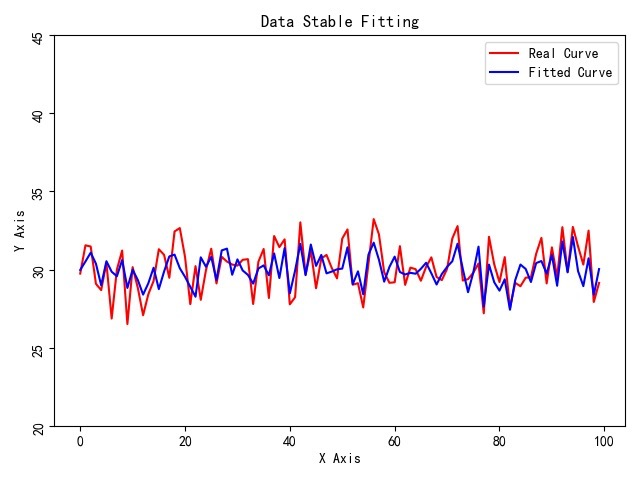 Data Stable Fitting
Real Curve
Fitted Curve
Y Axis
45
40
35
30
25
20
0 20 40 60 80 100
X Axis